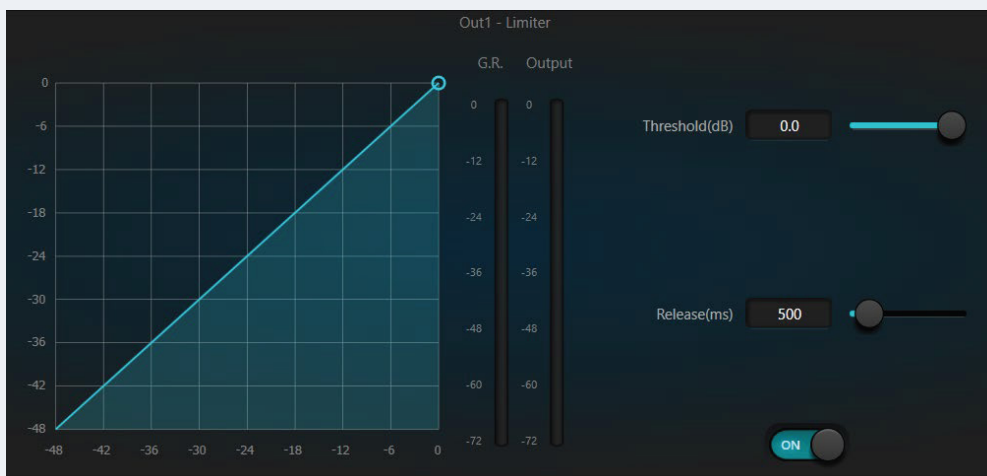 Out1 - Limiter
G.R. Output
0
-6
-12
-18
-24
-30
-36
-42
-48
-48 -42 -36 -30 -24 -18 -12 -6 0
0 0
-12 -12
-24 -24
-36 -36
-48 -48
-60 -60
-72 -72
Threshold(dB) 0.0
Release(ms) 500
ON